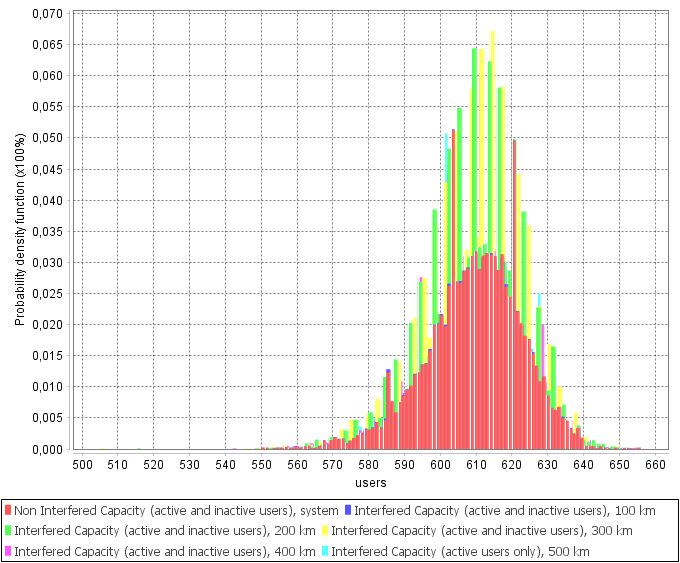 0,070
0,065
0,060
0,055
0,050
0,045
0,040
0,035
0,030
0,025
0,020
0,015
0,010
0,005
0,000
Probability density function (x100%)
500 510 520 530 540 550 560 570 580 590 600 610 620 630 640 650 660
users
Non Interfered Capacity (active and inactive users), system Interfered Capacity (active and inactive users), 100 km
Interfered Capacity (active and inactive users), 200 km Interfered Capacity (active and inactive users), 300 km
Interfered Capacity (active and inactive users), 400 km Interfered Capacity (active users only), 500 km